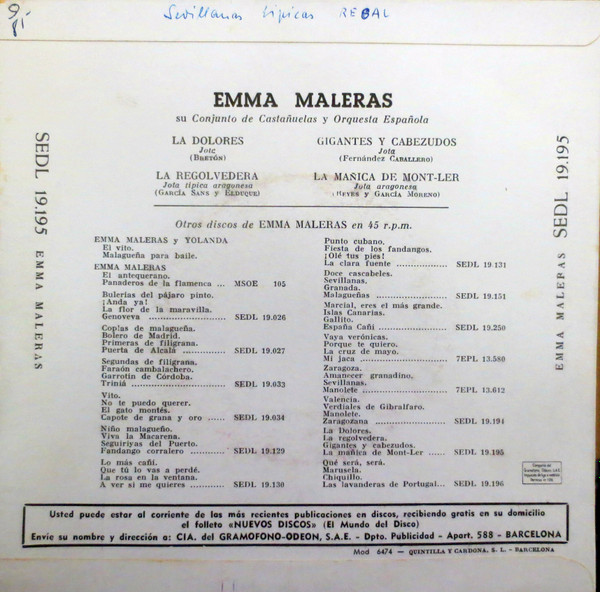 9,-
Sevillanas típicas REGAL
EMMA MALERAS
su Conjunto de Castañuelas y Orquesta Española
LA DOLORES
Jota
(BRETÓN)
GIGANTES Y CABEZUDOS
Jota
(Fernández CABALLERO)
LA REGOLVEDERA
Jota típica aragonesa
(GARCÍA SANS y ELDUQUE)
LA MAÑICA DE MONT-LER
Jota aragonesa
(REYES y GARCÍA MORENO)
SEDL 19.195 EMMA MALERAS
EMMA MALERAS SEDL 19.195
Otros discos de EMMA MALERAS en 45 r.p.m.
EMMA MALERAS y YOLANDA
El vito.
Malagueña para baile.
EMMA MALERAS
El antequerano.
Panaderos de la flamenca ... MSOE 105
Bulerías del pájaro pinto.
¡Anda ya!
La flor de la maravilla.
Genoveva .................. SEDL 19.026
Coplas de malagueña.
Bolero de Madrid.
Primeras de filigrana.
Puerta de Alcalá ............... SEDL 19.027
Segundas de filigrana.
Faraón cambalachero.
Garrotín de Córdoba.
Triniá ........................ SEDL 19.033
Vito.
No te puedo querer.
El gato montés.
Capote de grana y oro ...... SEDL 19.034
Niño malagueño.
Viva la Macarena.
Seguiriyas del Puerto.
Fandango corralero ............ SEDL 19.129
Lo más cañí.
Que tú lo vas a perdé.
La rosa en la ventana.
A ver si me quieres ......... SEDL 19.130
Punto cubano.
Fiesta de los fandangos.
¡Olé tus pies!
La clara fuente .................. SEDL 19.131
Doce cascabeles.
Sevillanas.
Granada.
Malagueñas .................. SEDL 19.151
Marcial, eres el más grande.
Islas Canarias.
Gallito.
España Cañí ..................... SEDL 19.250
Vaya verónicas.
Porque te quiero.
La cruz de mayo.
Mi jaca ........................ 7EPL 13.580
Zaragoza.
Amanecer granadino.
Sevillanas.
Manolete ..................... 7EPL 13.612
Valencia.
Verdiales de Gibralfaro.
Manolete.
Zaragozana .................. SEDL 19.194
La Dolores.
La regolvedera.
Gigantes y cabezudos.
La mañica de Mont-Ler ...... SEDL 19.195
Qué será, será.
Marusela.
Chiquillo.
Las lavanderas de Portugal... SEDL 19.196
Usted puede estar al corriente de las más recientes publicaciones en discos, recibiendo gratis en su domicilio
el folleto «NUEVOS DISCOS» (El Mundo del Disco)
Envíe su nombre y dirección a: CIA. del GRAMOFONO-ODEON, S.A.E. - Dpto. Publicidad - Apart. 588 - BARCELONA
Mod 6474 — QUINTILLA Y CARDONA, S. L. - BARCELONA